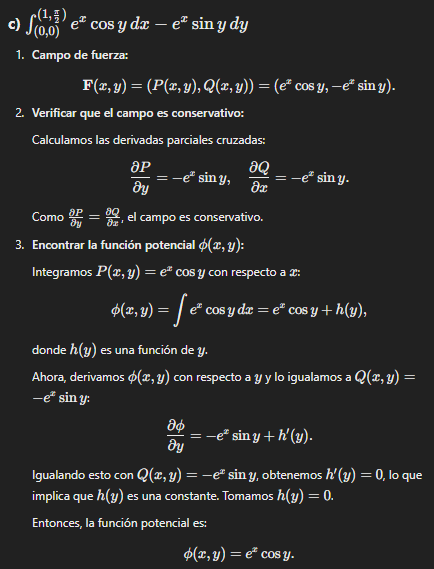 c) ∫_{(0,0)}^{(1,π/2)} e^x cos y dx − e^x sin y dy
1. Campo de fuerza:
F(x, y) = (P(x, y), Q(x, y)) = (e^x cos y, −e^x sin y).
2. Verificar que el campo es conservativo:
Calculamos las derivadas parciales cruzadas:
∂P/∂y = −e^x sin y, ∂Q/∂x = −e^x sin y.
Como ∂P/∂y = ∂Q/∂x, el campo es conservativo.
3. Encontrar la función potencial ϕ(x, y):
Integramos P(x, y) = e^x cos y con respecto a x:
ϕ(x, y) = ∫ e^x cos y dx = e^x cos y + h(y),
donde h(y) es una función de y.
Ahora, derivamos ϕ(x, y) con respecto a y y lo igualamos a Q(x, y) =
−e^x sin y:
∂ϕ/∂y = −e^x sin y + h′(y).
Igualando esto con Q(x, y) = −e^x sin y, obtenemos h′(y) = 0, lo que
implica que h(y) es una constante. Tomamos h(y) = 0.
Entonces, la función potencial es:
ϕ(x, y) = e^x cos y.